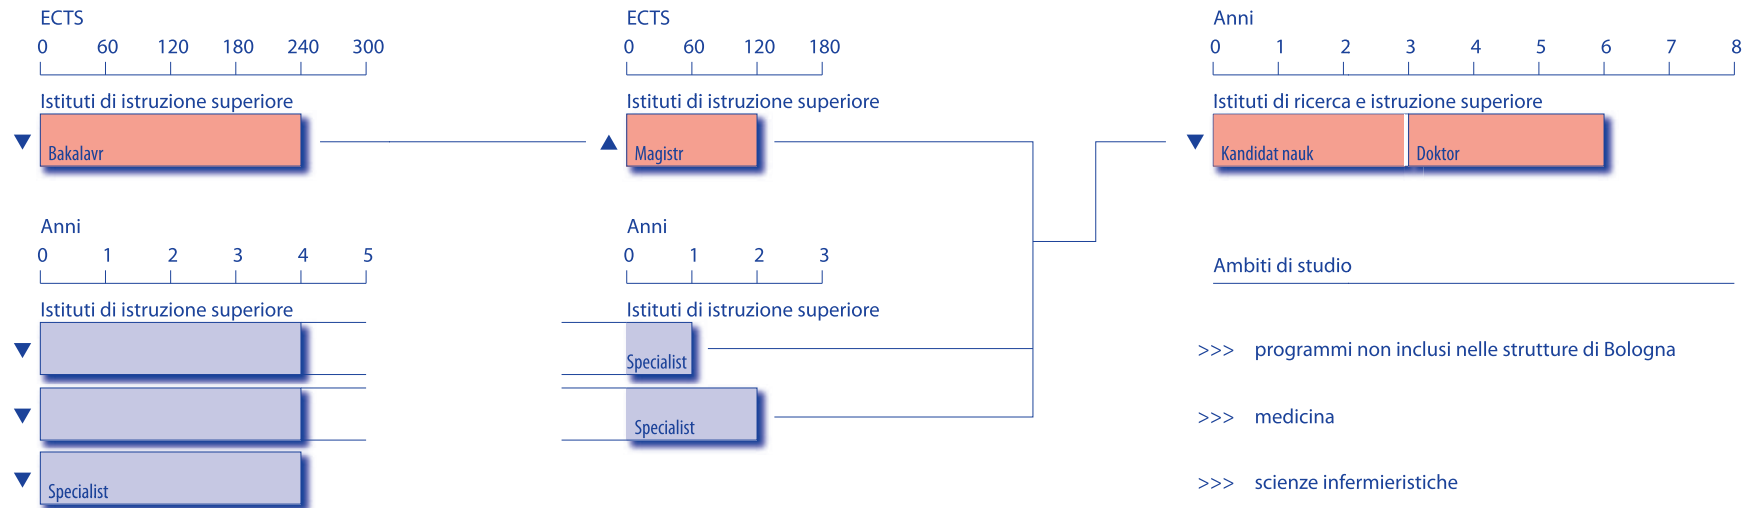 ECTS
0 60 120 180 240 300
Istituti di istruzione superiore
Bakalavr
ECTS
0 60 120 180
Istituti di istruzione superiore
Magistr
Anni
0 1 2 3 4 5 6 7 8
Istituti di ricerca e istruzione superiore
Kandidat nauk Doktor
Anni
0 1 2 3 4 5
Istituti di istruzione superiore
Specialist
Anni
0 1 2 3
Istituti di istruzione superiore
Specialist
Specialist
Ambiti di studio
>>> programmi non inclusi nelle strutture di Bologna
>>> medicina
>>> scienze infermieristiche